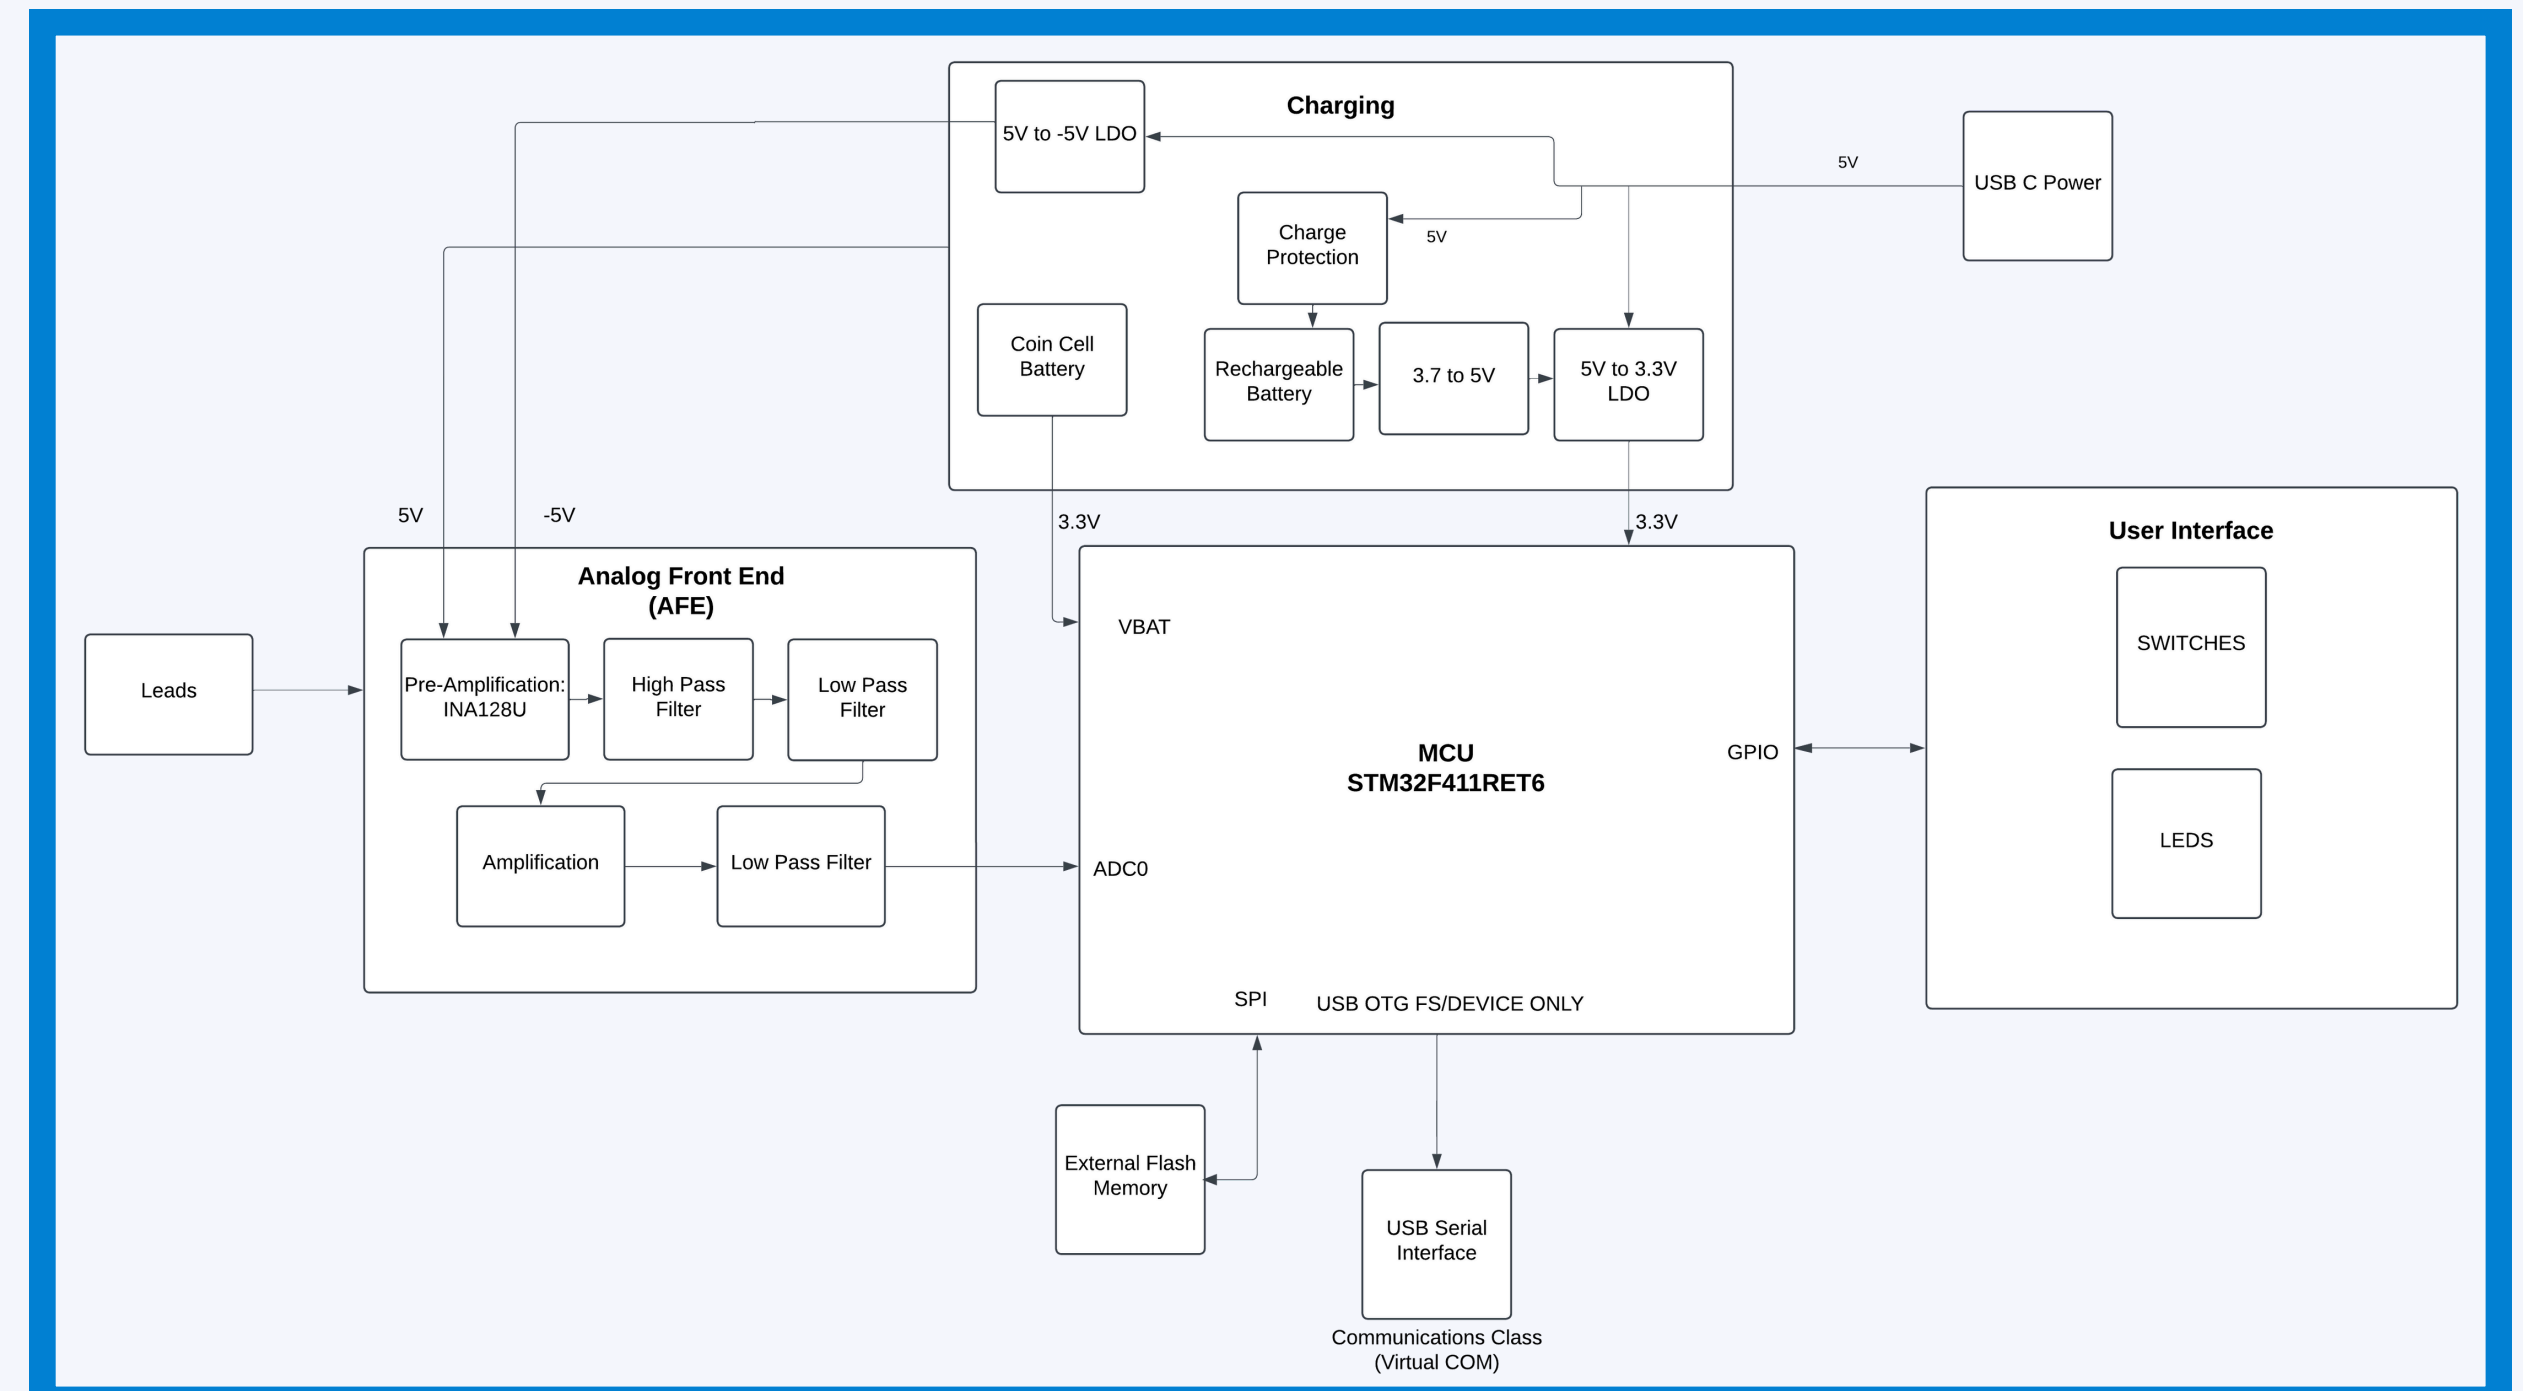 Charging
5V to -5V LDO
5V
USB C Power
Charge
Protection
5V
Coin Cell
Battery
Rechargeable
Battery
3.7 to 5V
5V to 3.3V
LDO
5V
-5V
3.3V
3.3V
Analog Front End
(AFE)
Leads
Pre-Amplification:
INA128U
High Pass
Filter
Low Pass
Filter
Amplification
Low Pass Filter
VBAT
MCU
STM32F411RET6
GPIO
ADC0
SPI
USB OTG FS/DEVICE ONLY
User Interface
SWITCHES
LEDS
External Flash
Memory
USB Serial
Interface
Communications Class
(Virtual COM)